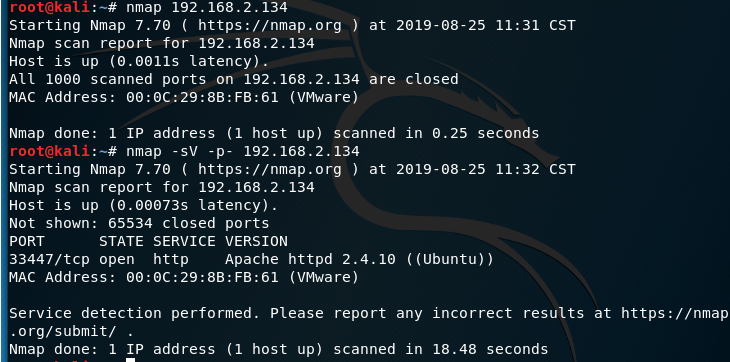 root@kali:~# nmap 192.168.2.134
Starting Nmap 7.70 ( https://nmap.org ) at 2019-08-25 11:31 CST
Nmap scan report for 192.168.2.134
Host is up (0.0011s latency).
All 1000 scanned ports on 192.168.2.134 are closed
MAC Address: 00:0C:29:8B:FB:61 (VMware)

Nmap done: 1 IP address (1 host up) scanned in 0.25 seconds
root@kali:~# nmap -sV -p- 192.168.2.134
Starting Nmap 7.70 ( https://nmap.org ) at 2019-08-25 11:32 CST
Nmap scan report for 192.168.2.134
Host is up (0.00073s latency).
Not shown: 65534 closed ports
PORT      STATE SERVICE VERSION
33447/tcp open  http    Apache httpd 2.4.10 ((Ubuntu))
MAC Address: 00:0C:29:8B:FB:61 (VMware)

Service detection performed. Please report any incorrect results at https://nmap
.org/submit/ .
Nmap done: 1 IP address (1 host up) scanned in 18.48 seconds